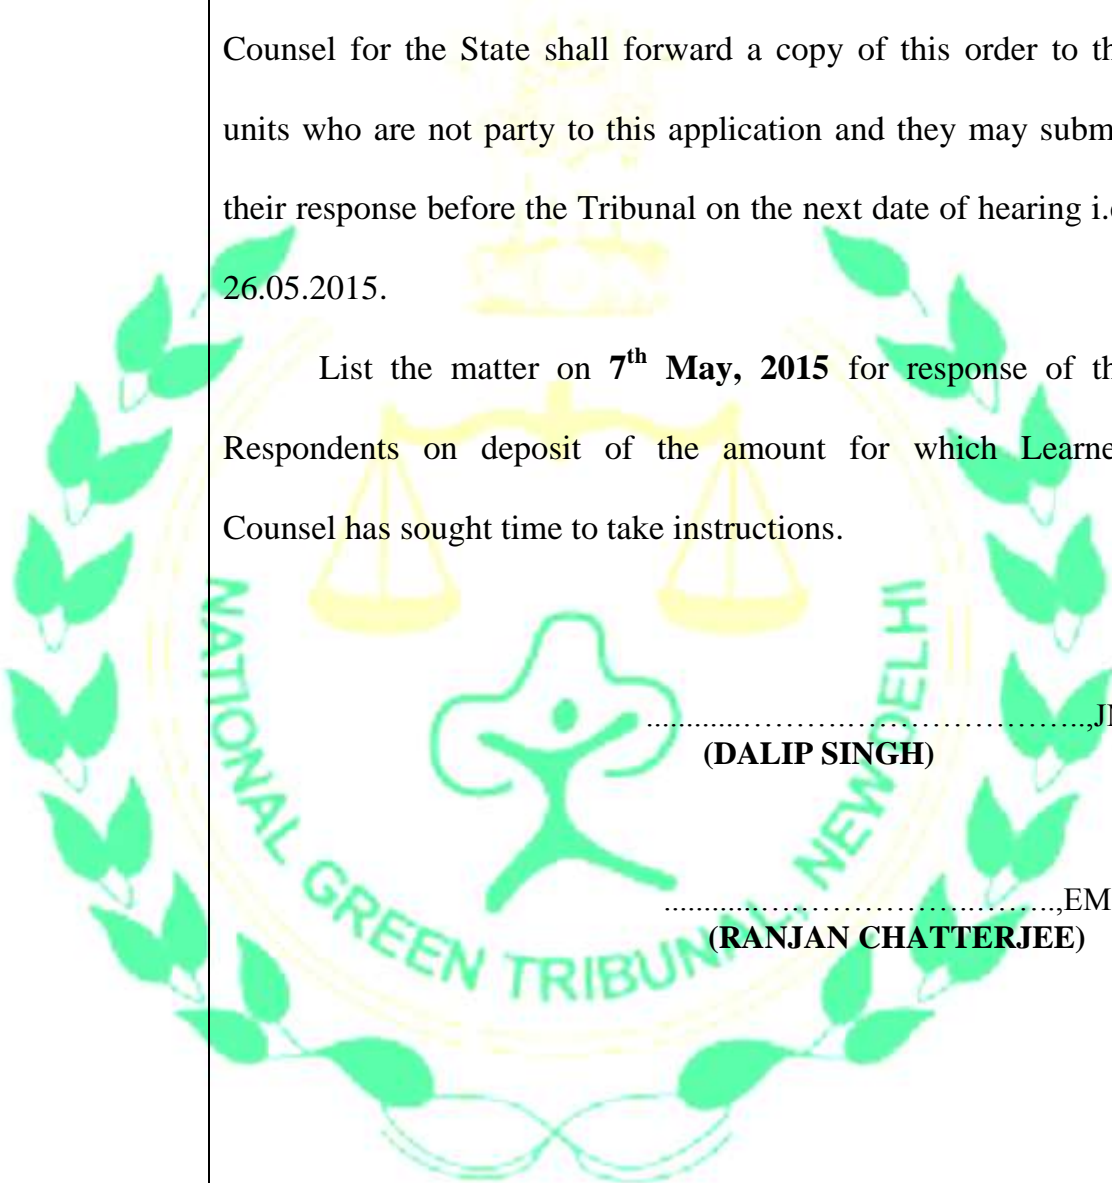 Counsel for the State shall forward a copy of this order to th
units who are not party to this application and they may subm
their response before the Tribunal on the next date of hearing i.e
26.05.2015.
List the matter on 7th May, 2015 for response of th
Respondents on deposit of the amount for which Learne
Counsel has sought time to take instructions.
..............................................,JM
(DALIP SINGH)
..............................................,EM
(RANJAN CHATTERJEE)
NATIONAL GREEN TRIBUNAL, NEW DELHI